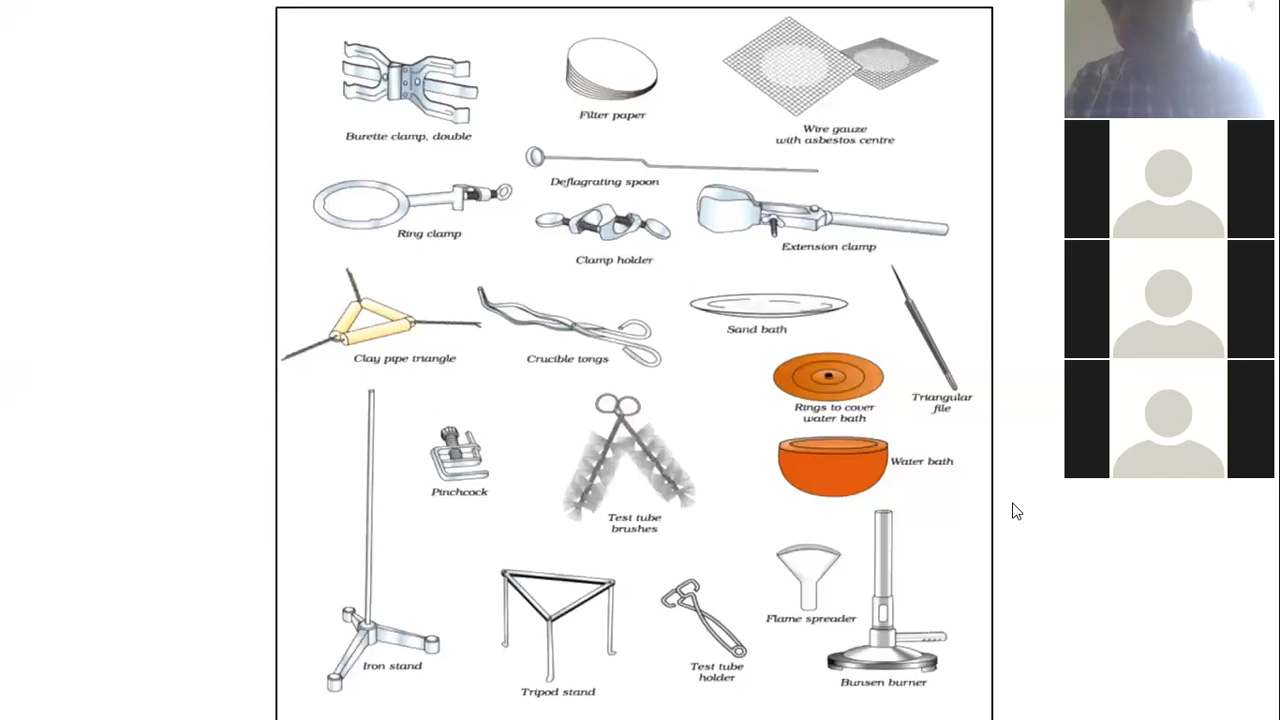 Burette clamp, double
Filter paper
Wire gauze
with asbestos centre
Deflagrating spoon
Ring clamp
Clamp holder
Extension clamp
Clay pipe triangle
Crucible tongs
Sand bath
Triangular
file
Rings to cover
water bath
Water bath
Pinchcock
Test tube
brushes
Flame spreader
Iron stand
Tripod stand
Test tube
holder
Bunsen burner